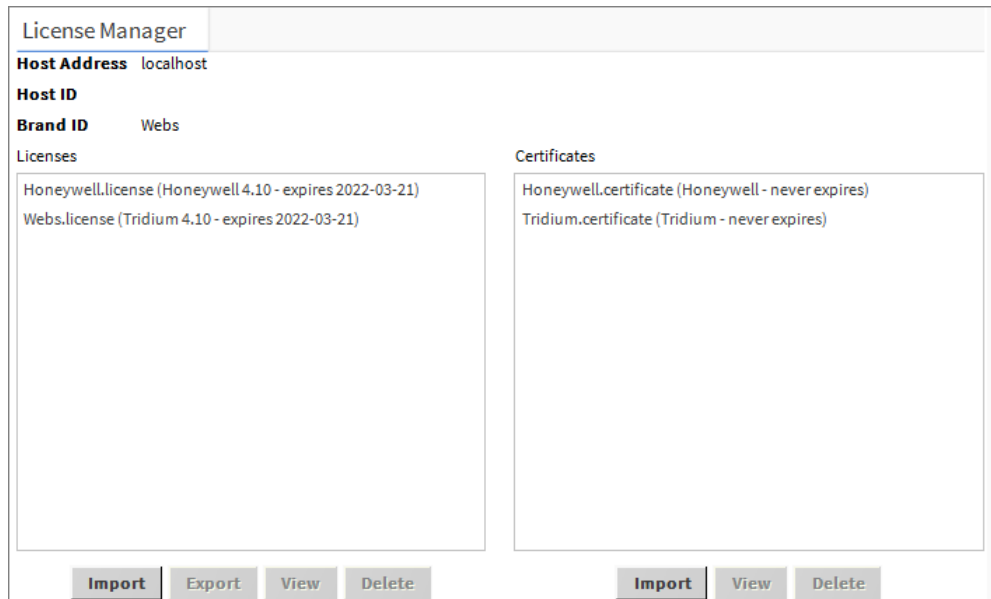 License Manager
Host Address localhost
Host ID
Brand ID Webs
Licenses
Honeywell.license (Honeywell 4.10 - expires 2022-03-21)
Webs.license (Tridium 4.10 - expires 2022-03-21)
Import Export View Delete
Certificates
Honeywell.certificate (Honeywell - never expires)
Tridium.certificate (Tridium - never expires)
Import View Delete